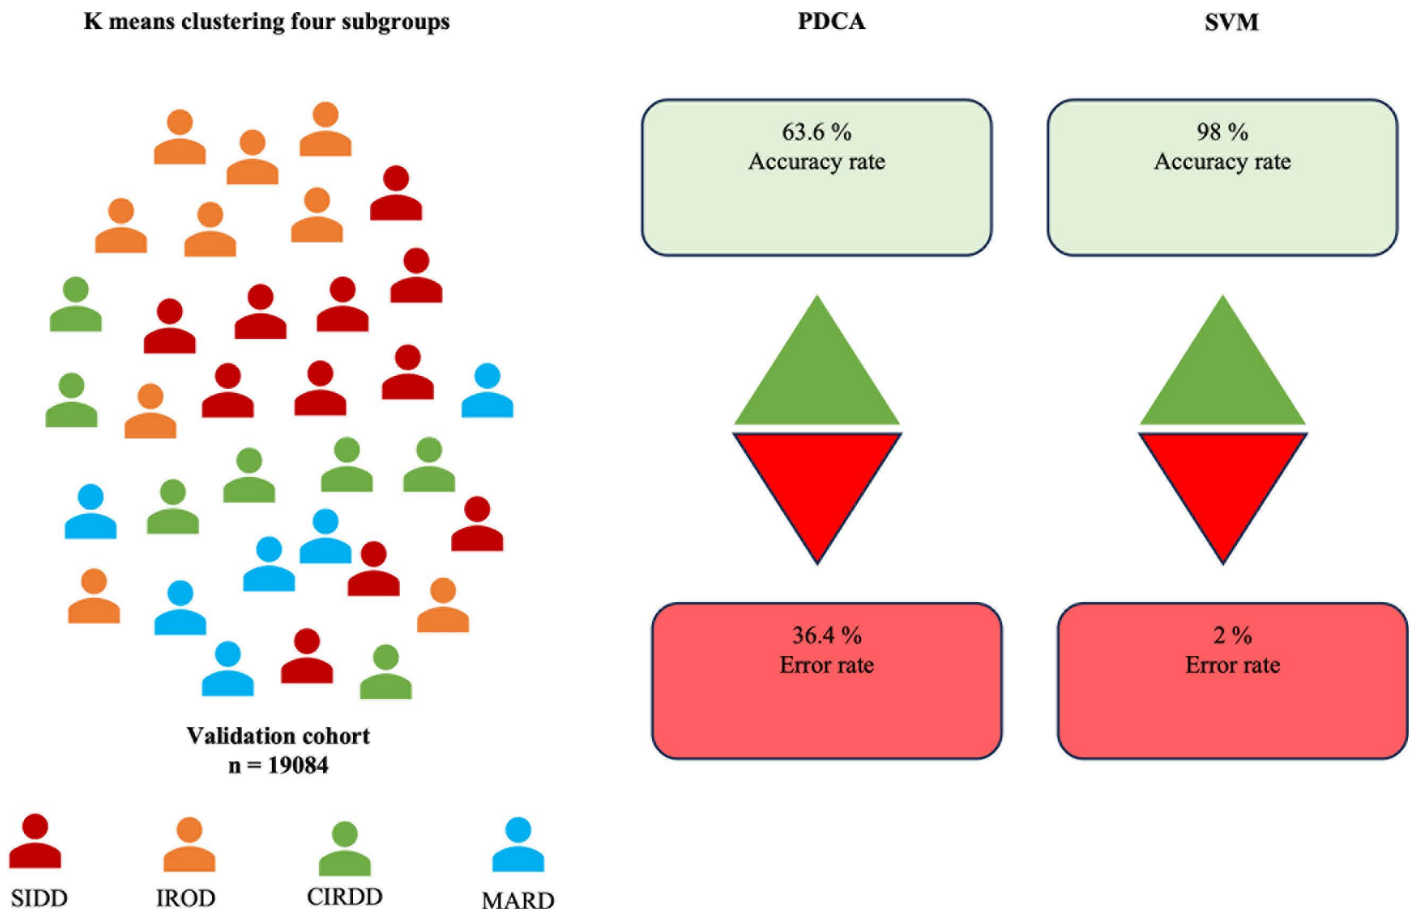 K means clustering four subgroups
PDCA
SVM
63.6 %
Accuracy rate
98 %
Accuracy rate
36.4 %
Error rate
2 %
Error rate
Validation cohort
n = 19084
SIDD
IROD
CIRDD
MARD